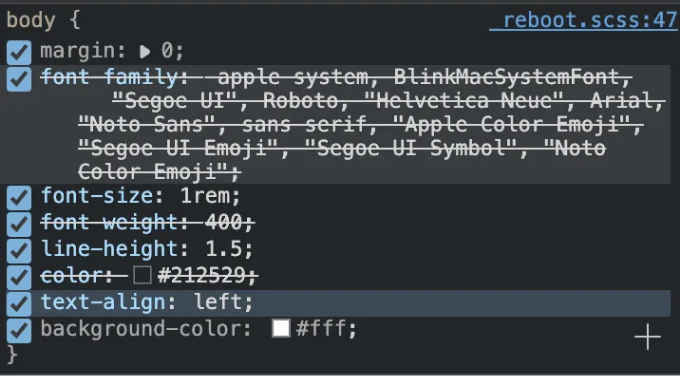 body {
_reboot.scss:47
margin: ▶ 0;
font-family: -apple-system, BlinkMacSystemFont,
"Segoe UI", Roboto, "Helvetica Neue", Arial,
"Noto Sans", sans-serif, "Apple Color Emoji",
"Segoe UI Emoji", "Segoe UI Symbol", "Noto
Color Emoji";
font-size: 1rem;
font-weight: 400;
line-height: 1.5;
color: #212529;
text-align: left;
background-color: #fff;
}